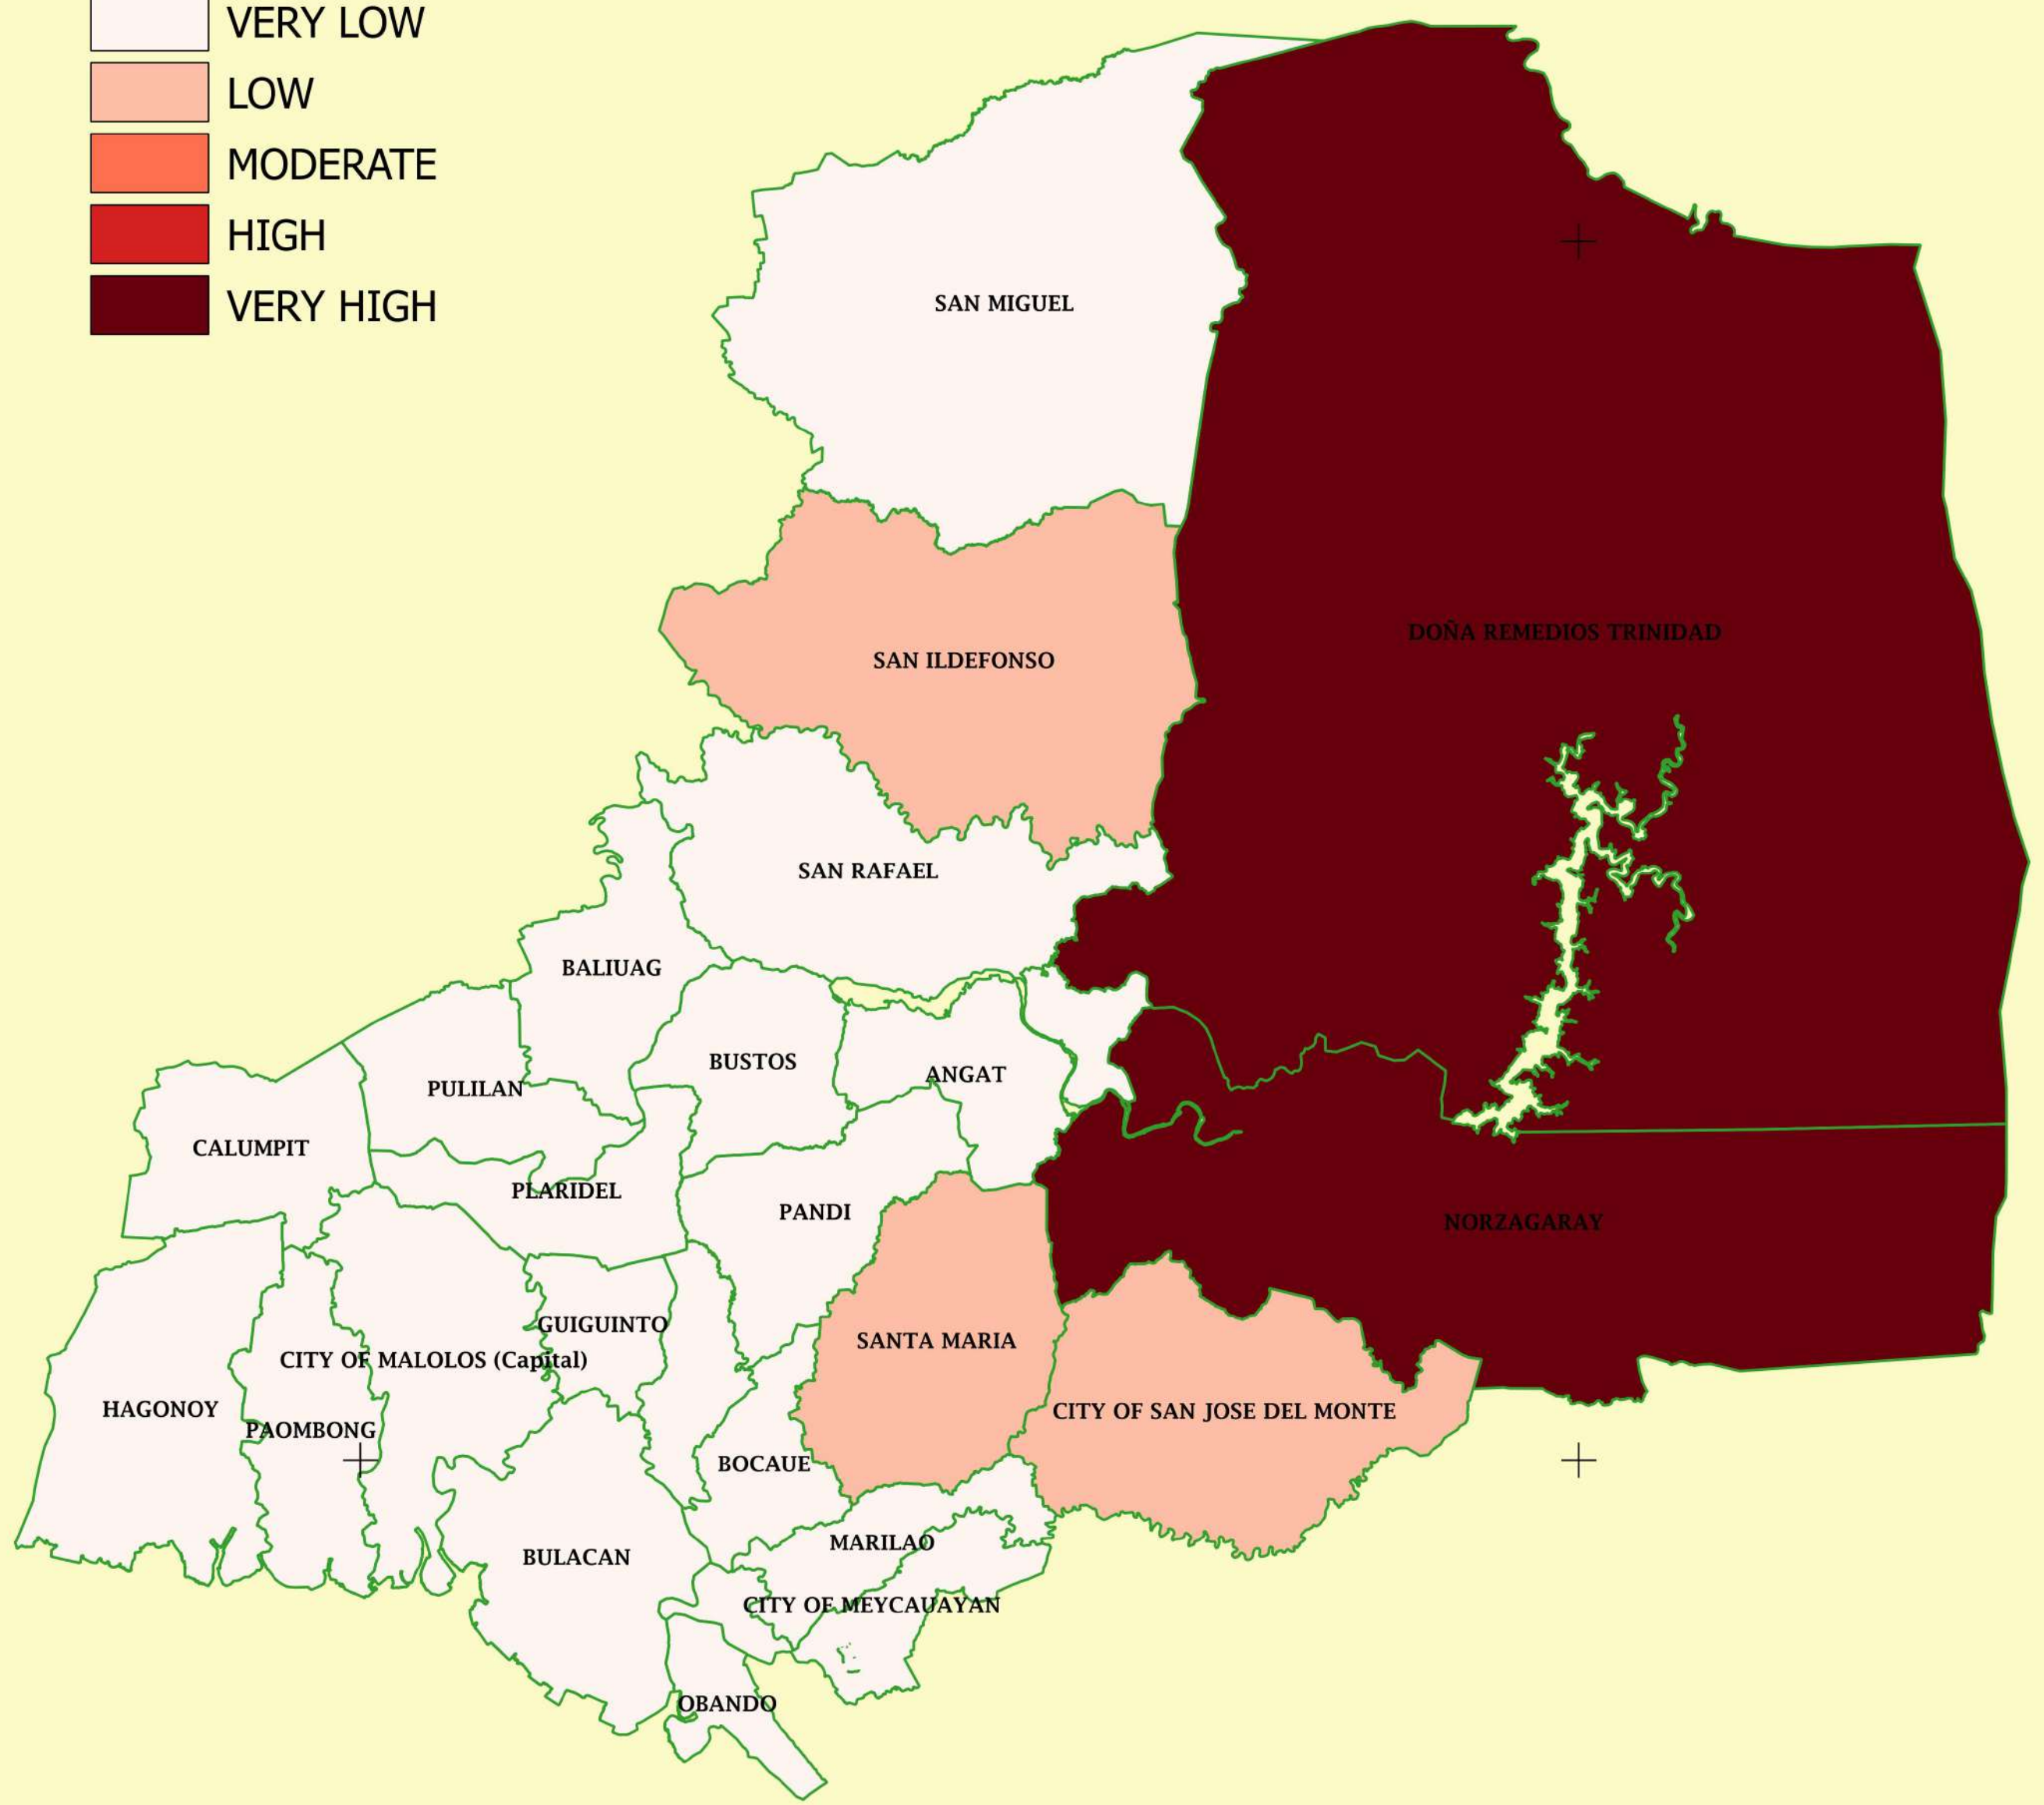 VERY LOW
LOW
MODERATE
HIGH
VERY HIGH
SAN MIGUEL
DOÑA REMEDIOS TRINIDAD
SAN ILDEFONSO
SAN RAFAEL
BALIUAG
BUSTOS
ANGAT
PULILAN
CALUMPIT
PLARIDEL
PANDI
NORZAGARAY
GUIGUINTO
SANTA MARIA
CITY OF MALOLOS (Capital)
HAGONOY
CITY OF SAN JOSE DEL MONTE
PAOMBONG
BOCAUE
MARILAO
BULACAN
CITY OF MEYCAUAYAN
OBANDO